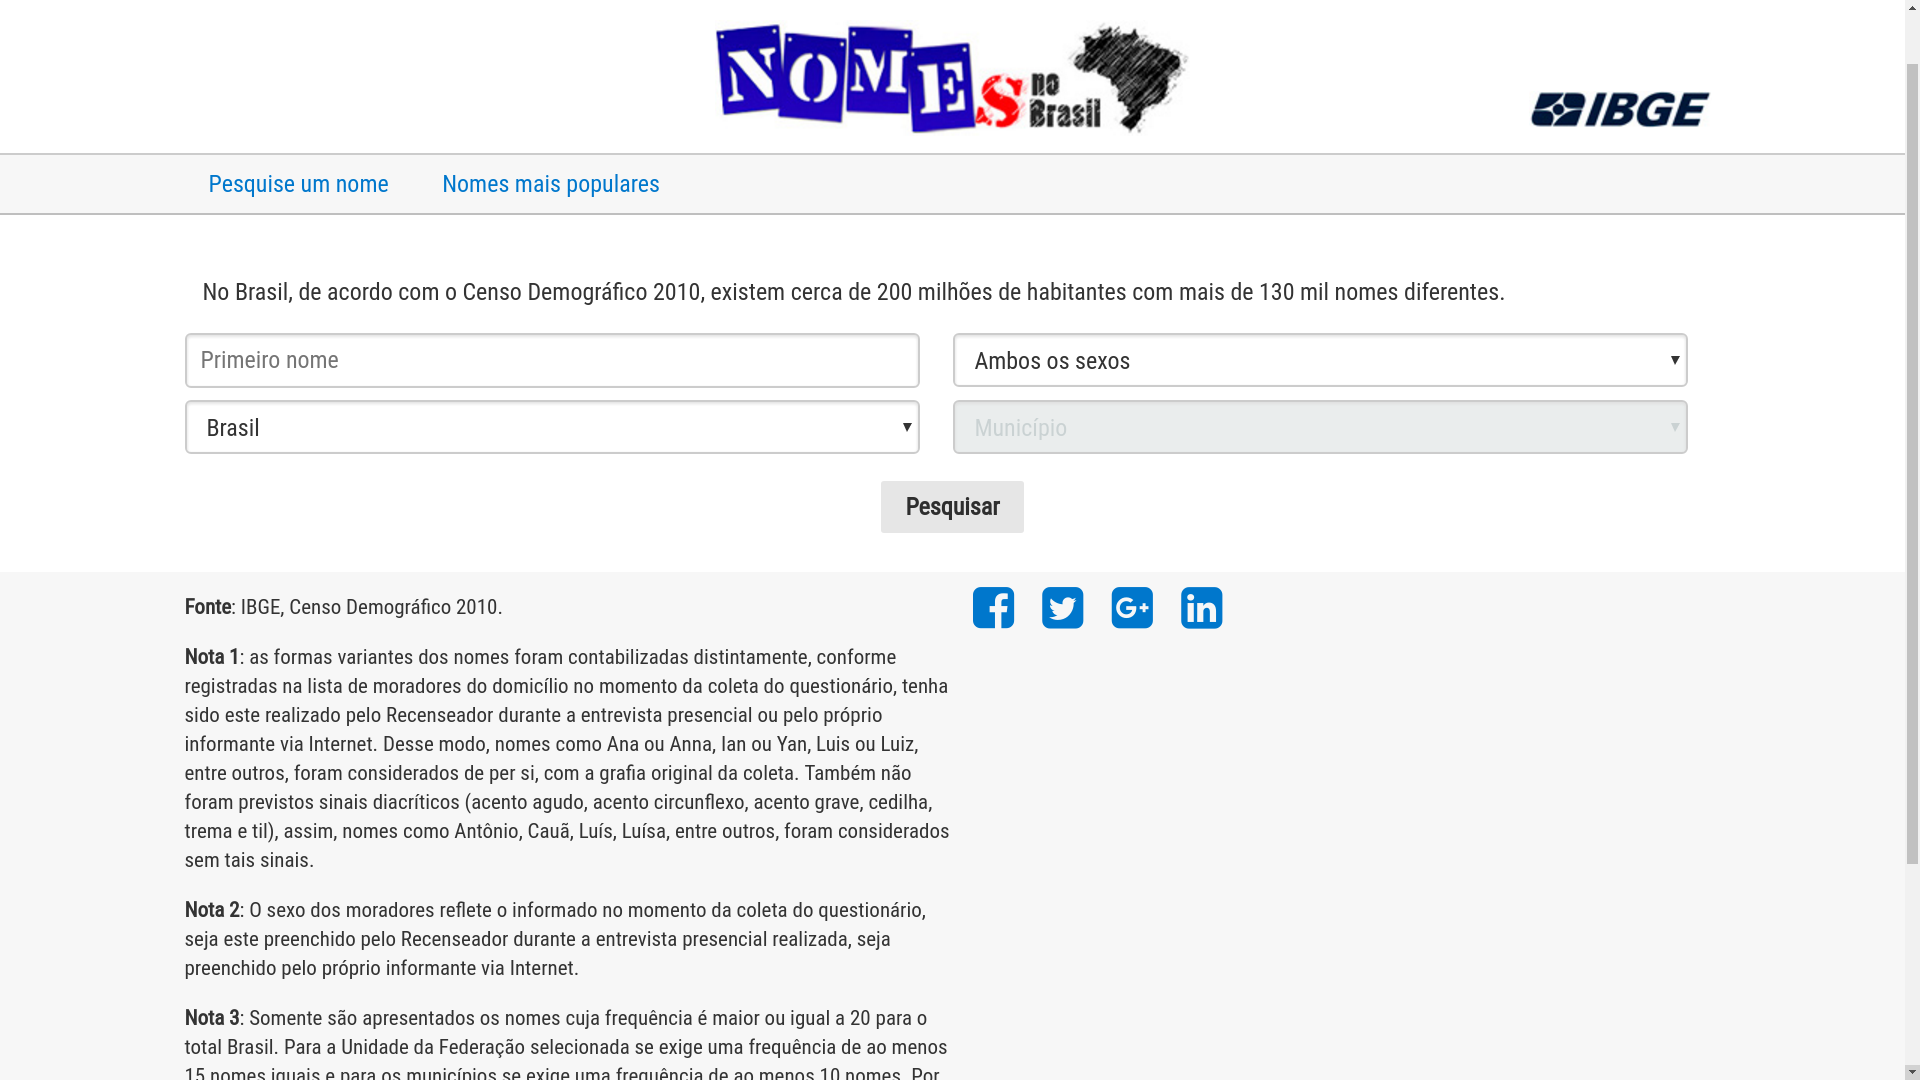 NOMES no Brasil
IBGE
Pesquise um nome Nomes mais populares
No Brasil, de acordo com o Censo Demográfico 2010, existem cerca de 200 milhões de habitantes com mais de 130 mil nomes diferentes.
Primeiro nome Ambos os sexos
Brasil Município
Pesquisar
Fonte: IBGE, Censo Demográfico 2010.
Nota 1: as formas variantes dos nomes foram contabilizadas distintamente, conforme
registradas na lista de moradores do domicílio no momento da coleta do questionário, tenha
sido este realizado pelo Recenseador durante a entrevista presencial ou pelo próprio
informante via Internet. Desse modo, nomes como Ana ou Anna, Ian ou Yan, Luis ou Luiz,
entre outros, foram considerados de per si, com a grafia original da coleta. Também não
foram previstos sinais diacríticos (acento agudo, acento circunflexo, acento grave, cedilha,
trema e til), assim, nomes como Antônio, Cauã, Luís, Luísa, entre outros, foram considerados
sem tais sinais.
Nota 2: O sexo dos moradores reflete o informado no momento da coleta do questionário,
seja este preenchido pelo Recenseador durante a entrevista presencial realizada, seja
preenchido pelo próprio informante via Internet.
Nota 3: Somente são apresentados os nomes cuja frequência é maior ou igual a 20 para o
total Brasil. Para a Unidade da Federação selecionada se exige uma frequência de ao menos
15 nomes iguais e para os municípios se exige uma frequência de ao menos 10 nomes. Por